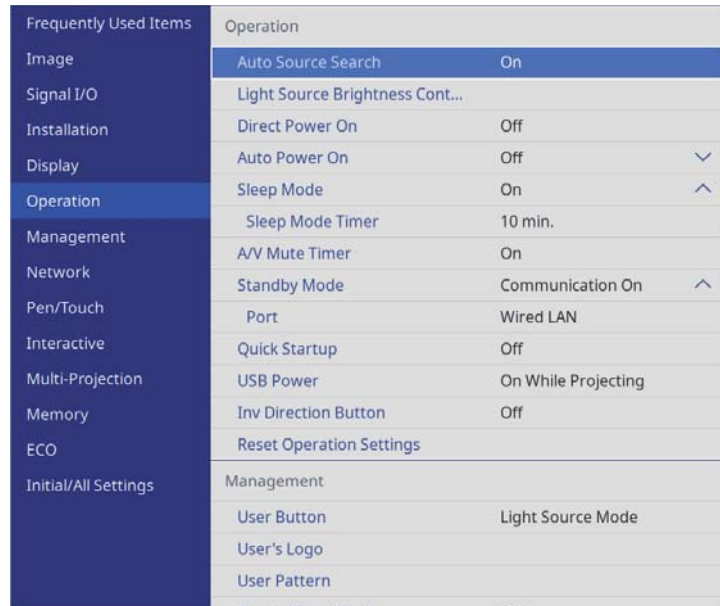 Frequently Used Items
Image
Signal I/O
Installation
Display
Operation
Management
Network
Pen/Touch
Interactive
Multi-Projection
Memory
ECO
Initial/All Settings
Operation
Auto Source Search On
Light Source Brightness Cont...
Direct Power On Off
Auto Power On Off
Sleep Mode On
Sleep Mode Timer 10 min.
A/V Mute Timer On
Standby Mode Communication On
Port Wired LAN
Quick Startup Off
USB Power On While Projecting
Inv Direction Button Off
Reset Operation Settings
Management
User Button Light Source Mode
User's Logo
User Pattern